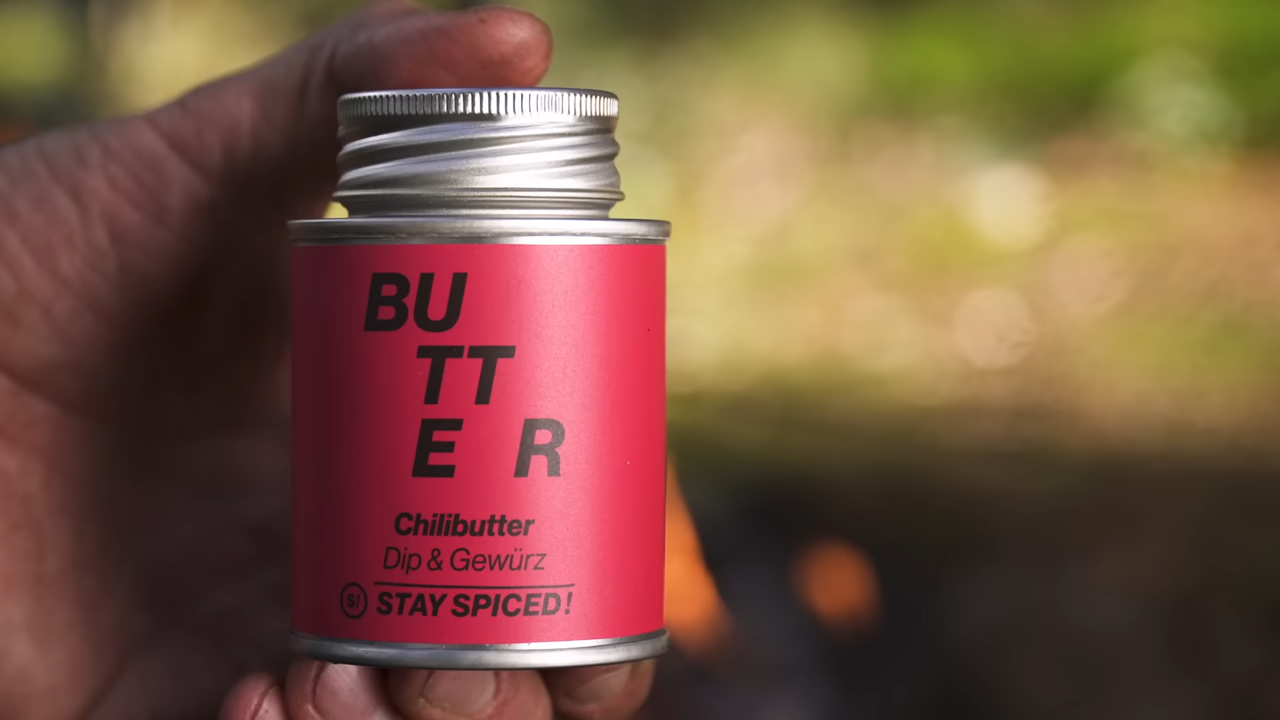 BU
TT
E R
Chilibutter
Dip & Gewürz
S! STAY SPICED!